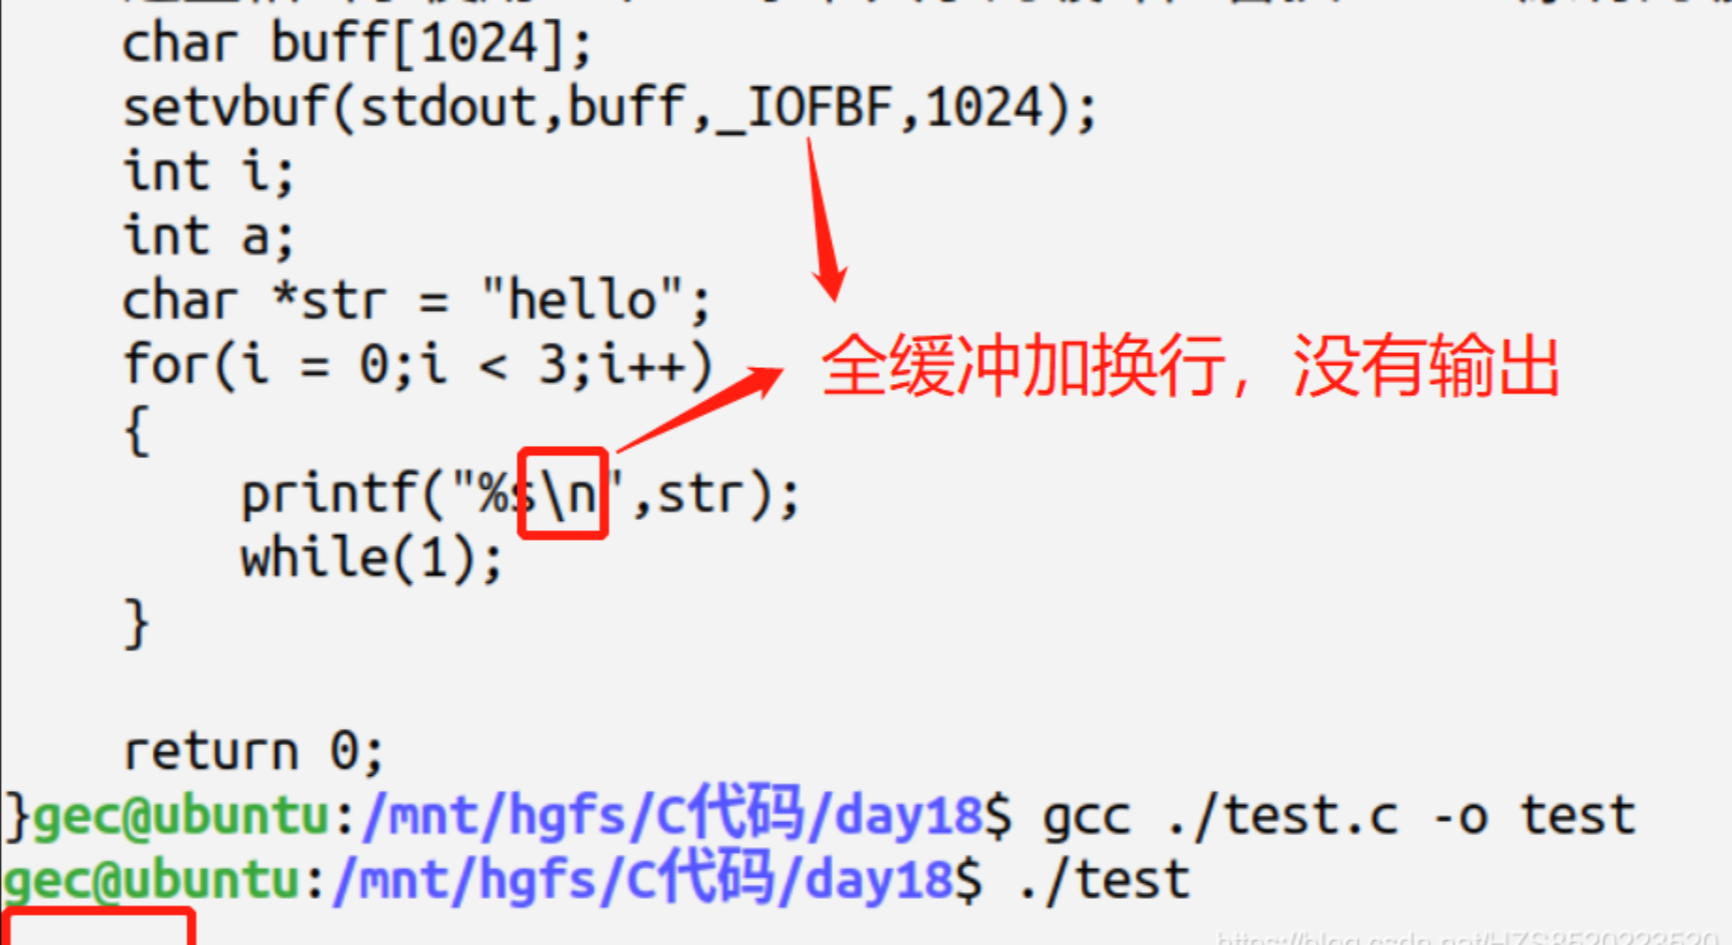 char buff[1024];
setvbuf(stdout,buff,_IOFBF,1024);
int i;
int a;
char *str = "hello";
for(i = 0;i < 3;i++)
全缓冲加换行，没有输出
{
printf("%s\n",str);
while(1);
}
return 0;
}gec@ubuntu:/mnt/hgfs/C代码/day18$ gcc ./test.c -o test
gec@ubuntu:/mnt/hgfs/C代码/day18$ ./test